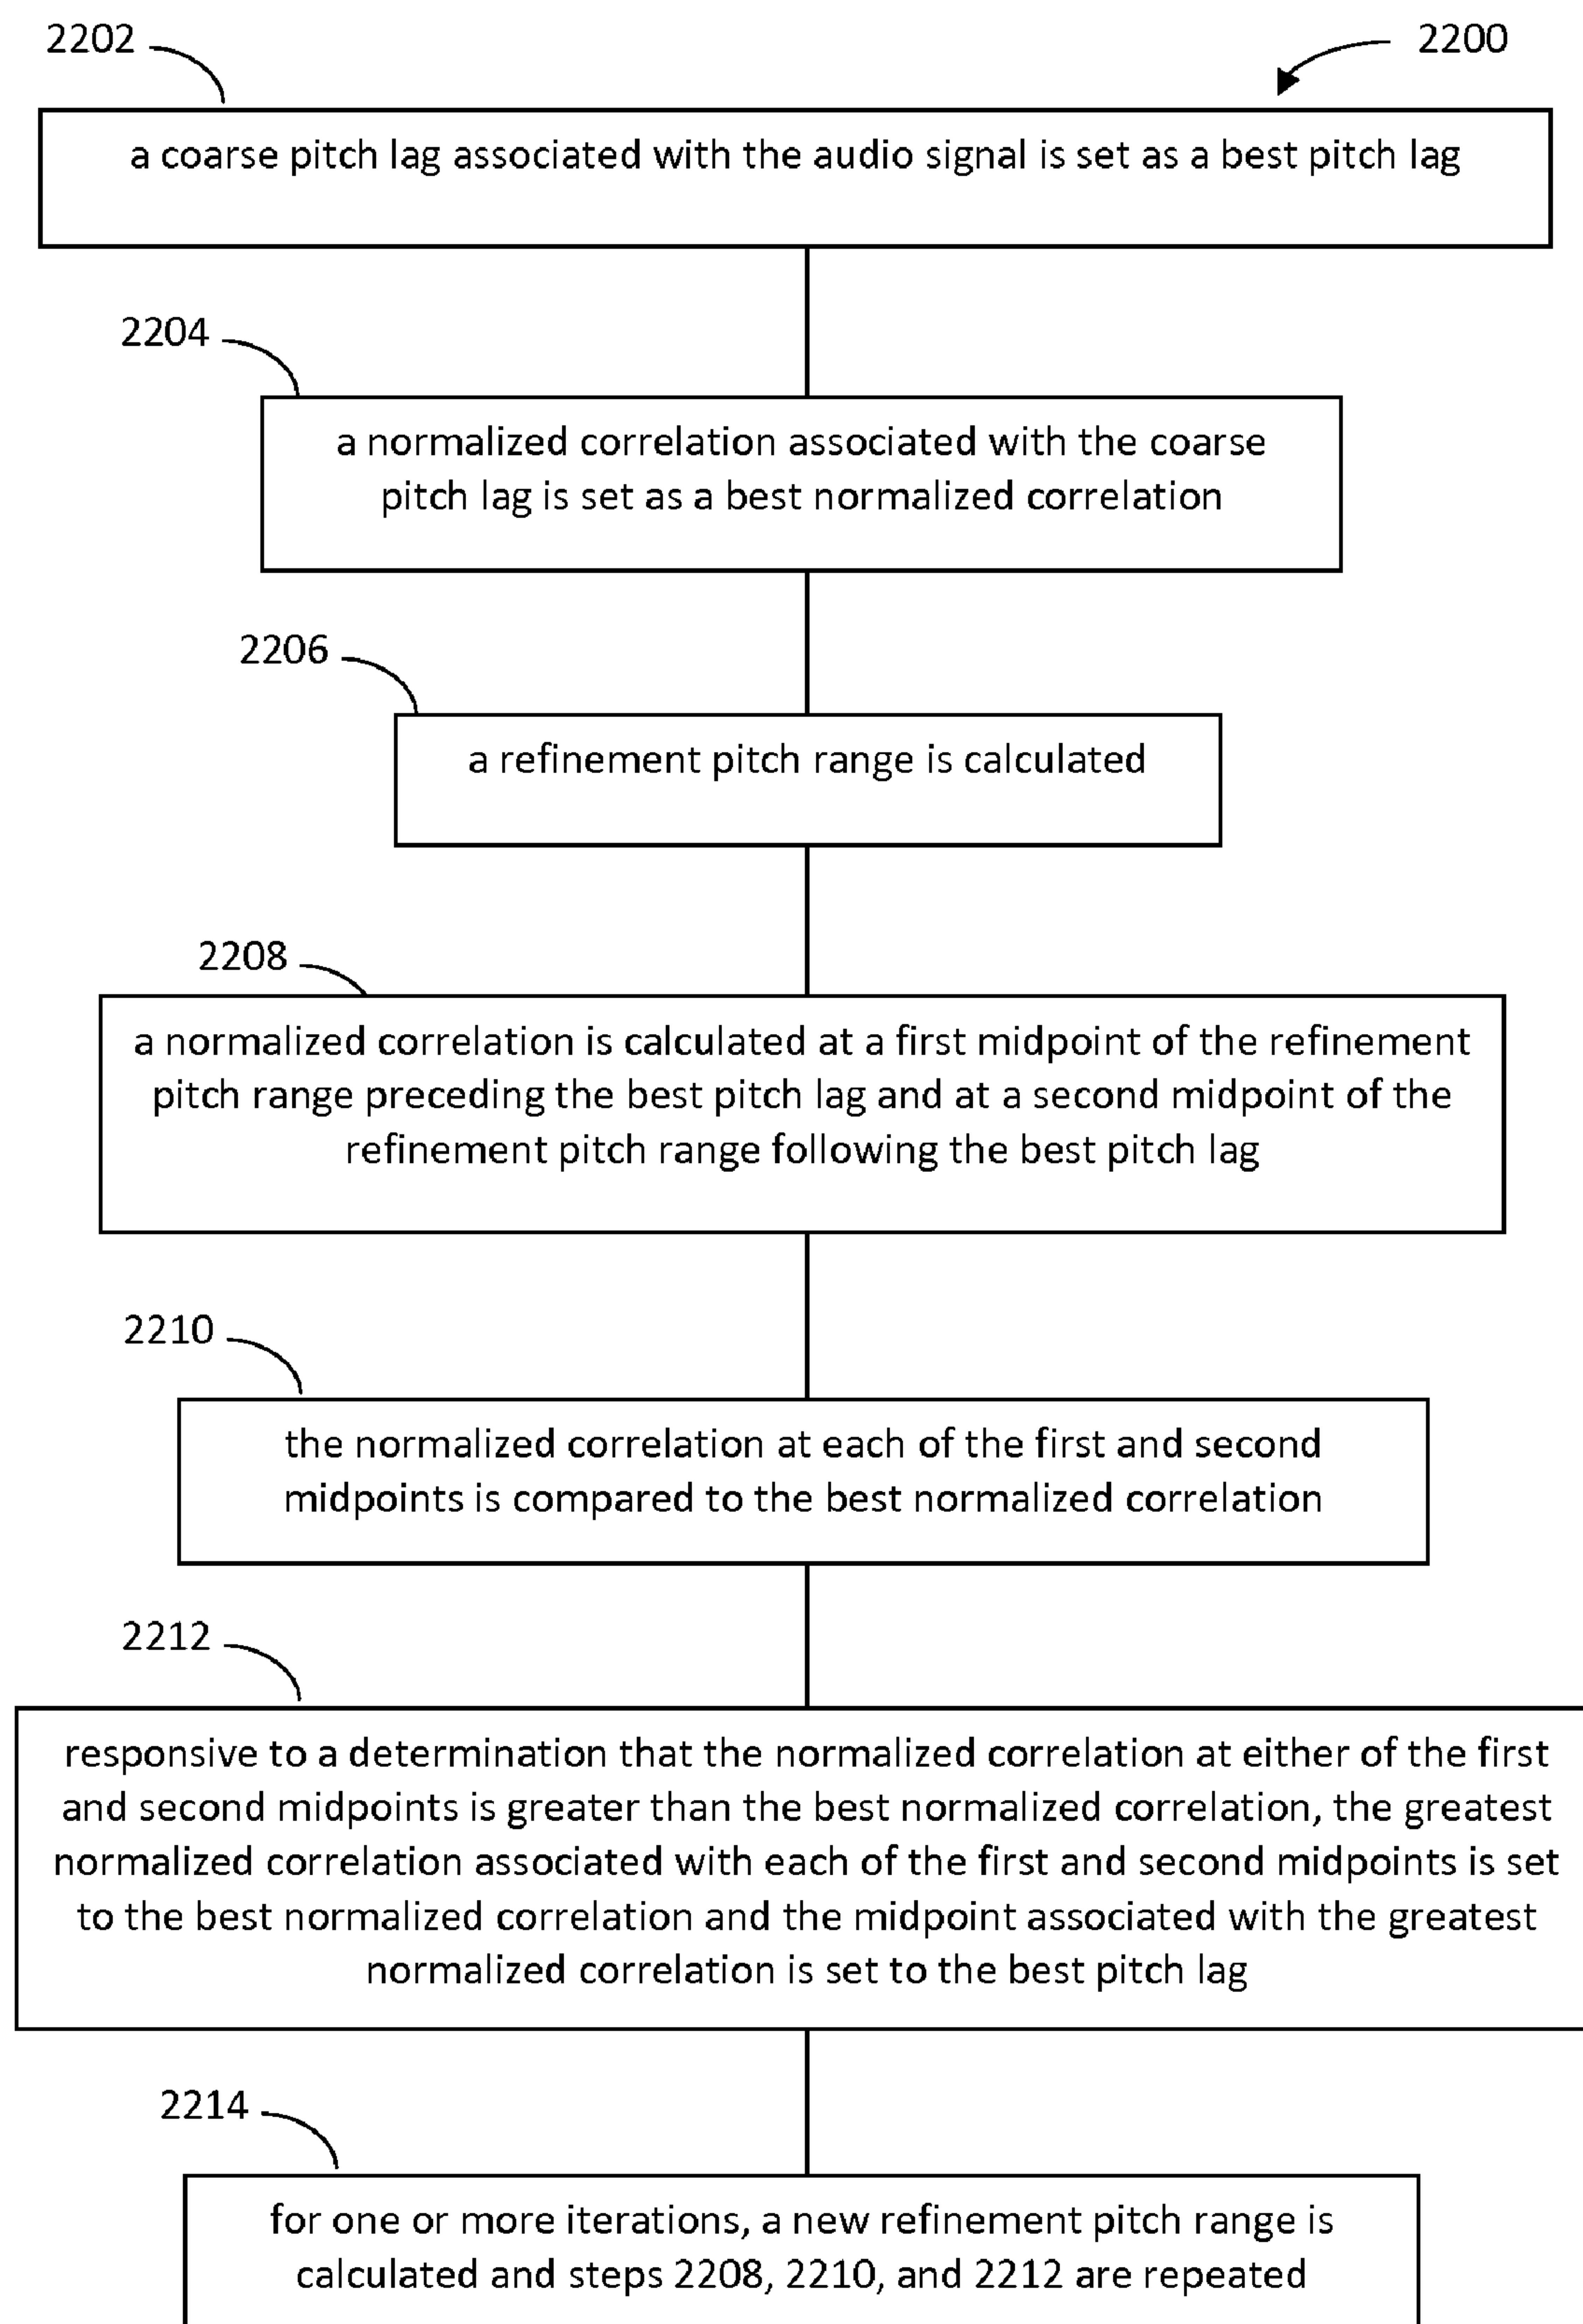 2202
2200
a coarse pitch lag associated with the audio signal is set as a best pitch lag
2204
a normalized correlation associated with the coarse
pitch lag is set as a best normalized correlation
2206
a refinement pitch range is calculated
2208
a normalized correlation is calculated at a first midpoint of the refinement
pitch range preceding the best pitch lag and at a second midpoint of the
refinement pitch range following the best pitch lag
2210
the normalized correlation at each of the first and second
midpoints is compared to the best normalized correlation
2212
responsive to a determination that the normalized correlation at either of the first
and second midpoints is greater than the best normalized correlation, the greatest
normalized correlation associated with each of the first and second midpoints is set
to the best normalized correlation and the midpoint associated with the greatest
normalized correlation is set to the best pitch lag
2214
for one or more iterations, a new refinement pitch range is
calculated and steps 2208, 2210, and 2212 are repeated